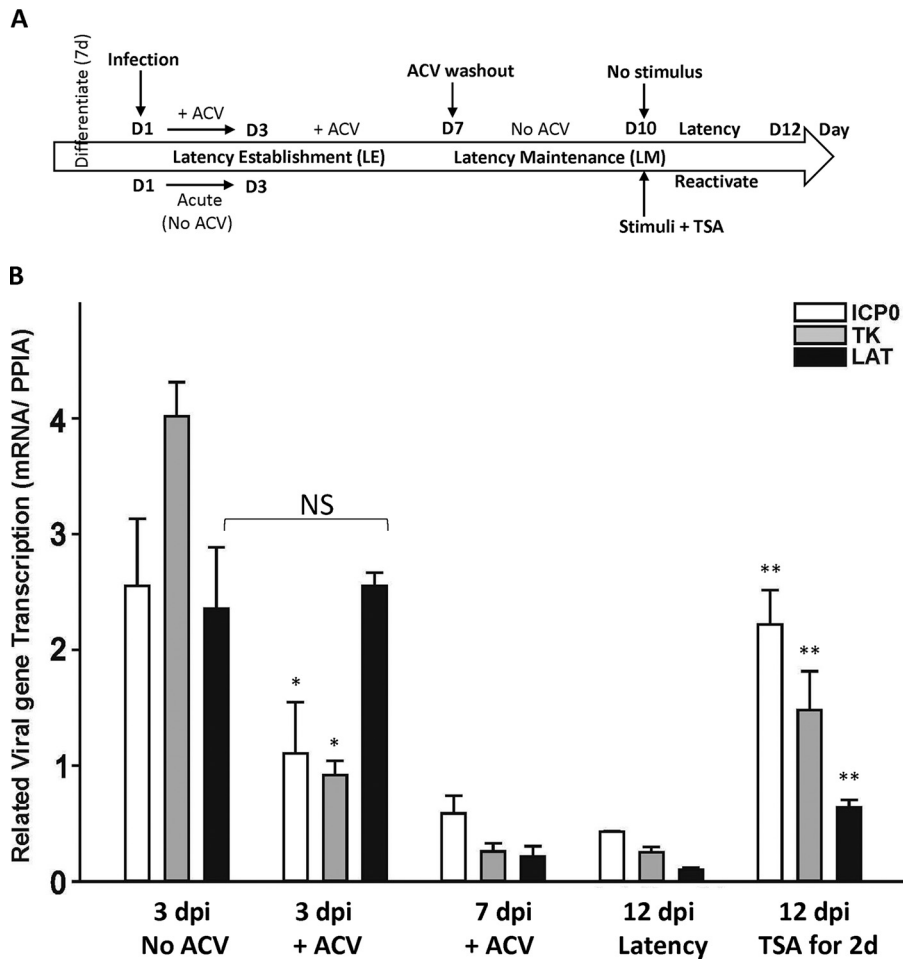 A
Differentiate (7d)
Infection
ACV washout
No stimulus
D1 + ACV D3 + ACV D7 No ACV D10 Latency D12 Day
Latency Establishment (LE) Latency Maintenance (LM)
D1 D3 Reactivate
Acute
(No ACV)
Stimuli + TSA
B
Related Viral gene Transcription (mRNA/ PPIA)
ICP0
TK
LAT
4
3
2
1
0
NS
*
*
**
**
**
3 dpi 3 dpi 7 dpi 12 dpi 12 dpi
No ACV + ACV + ACV Latency TSA for 2d